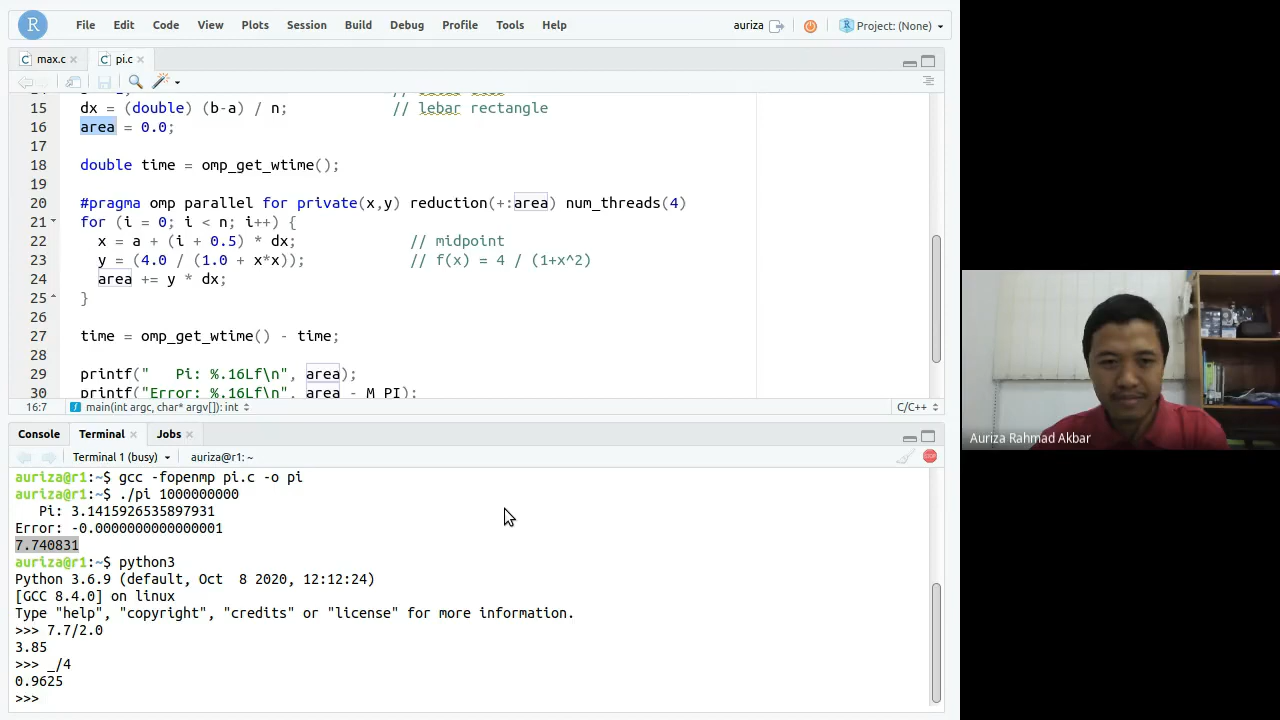 R File Edit Code View Plots Session Build Debug Profile Tools Help auriza Project: (None)
max.c pi.c
15 dx = (double) (b-a) / n; // lebar rectangle
16 area = 0.0;
17
18 double time = omp_get_wtime();
19
20 #pragma omp parallel for private(x,y) reduction(+:area) num_threads(4)
21 for (i = 0; i < n; i++) {
22 x = a + (i + 0.5) * dx; // midpoint
23 y = (4.0 / (1.0 + x*x)); // f(x) = 4 / (1+x^2)
24 area += y * dx;
25 }
26
27 time = omp_get_wtime() - time;
28
29 printf("   Pi: %.16Lf\n", area);
30 printf("Error: %.16Lf\n", area - M_PI);
16:7 main(int argc, char* argv[]): int C/C++
Console Terminal Jobs
Terminal 1 (busy) auriza@r1: ~
auriza@r1:~$ gcc -fopenmp pi.c -o pi
auriza@r1:~$ ./pi 1000000000
Pi: 3.1415926535897931
Error: -0.0000000000000001
7.740831
auriza@r1:~$ python3
Python 3.6.9 (default, Oct  8 2020, 12:12:24)
[GCC 8.4.0] on linux
Type "help", "copyright", "credits" or "license" for more information.
>>> 7.7/2.0
3.85
>>> _/4
0.9625
>>>
Auriza Rahmad Akbar